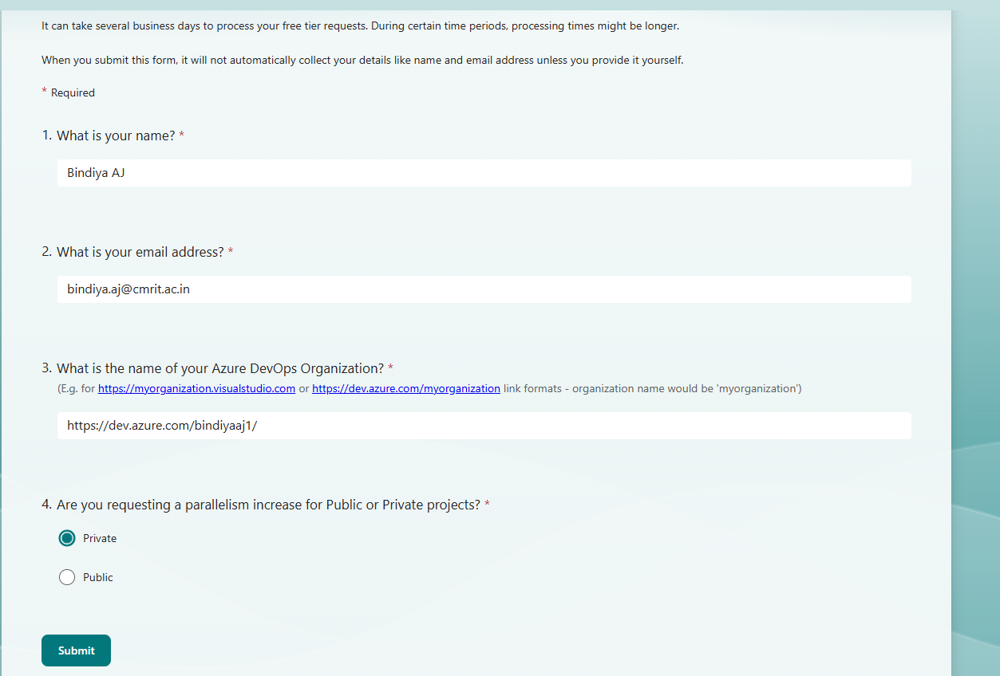 It can take several business days to process your free tier requests. During certain time periods, processing times might be longer.
When you submit this form, it will not automatically collect your details like name and email address unless you provide it yourself.
* Required
1. What is your name? *
Bindiya AJ
2. What is your email address? *
bindiya.aj@cmrit.ac.in
3. What is the name of your Azure DevOps Organization? *
(E.g. for https://myorganization.visualstudio.com or https://dev.azure.com/myorganization link formats - organization name would be 'myorganization')
https://dev.azure.com/bindiyaaj1/
4. Are you requesting a parallelism increase for Public or Private projects? *
Private
Public
Submit